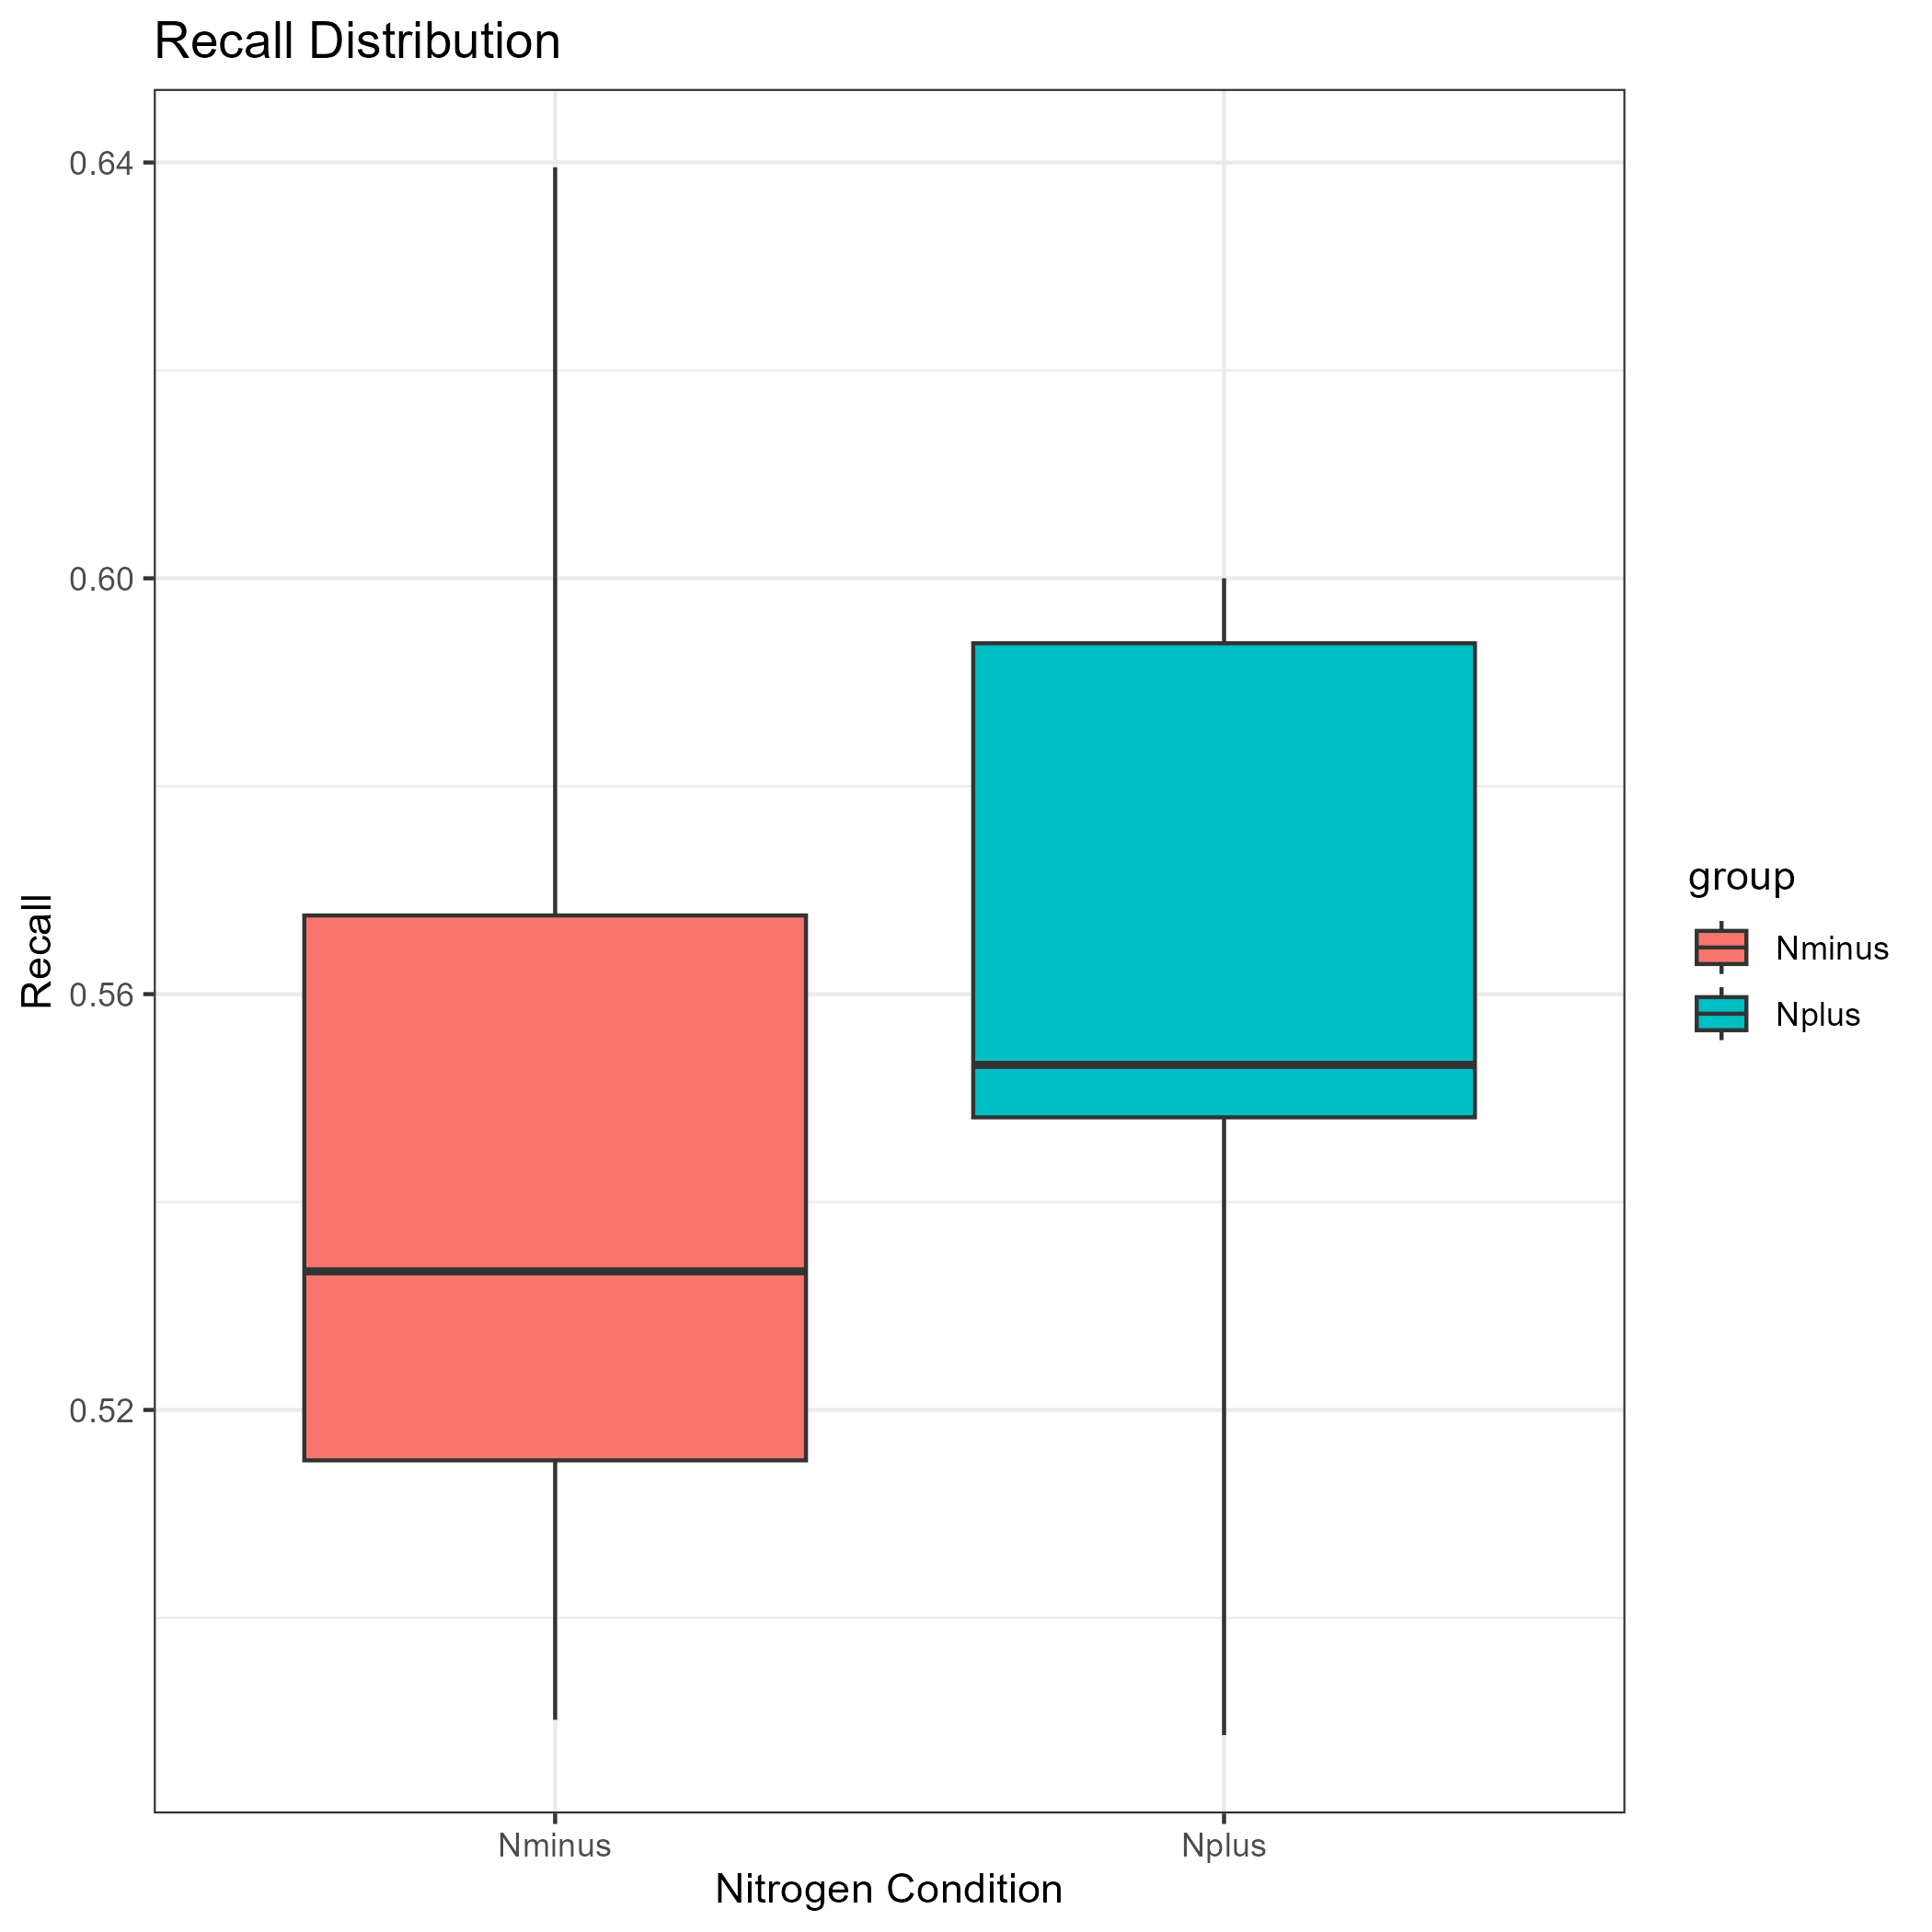 Recall Distribution
0.64
0.60
0.56
0.52
Recall
Nminus
Nplus
Nitrogen Condition
group
Nminus
Nplus